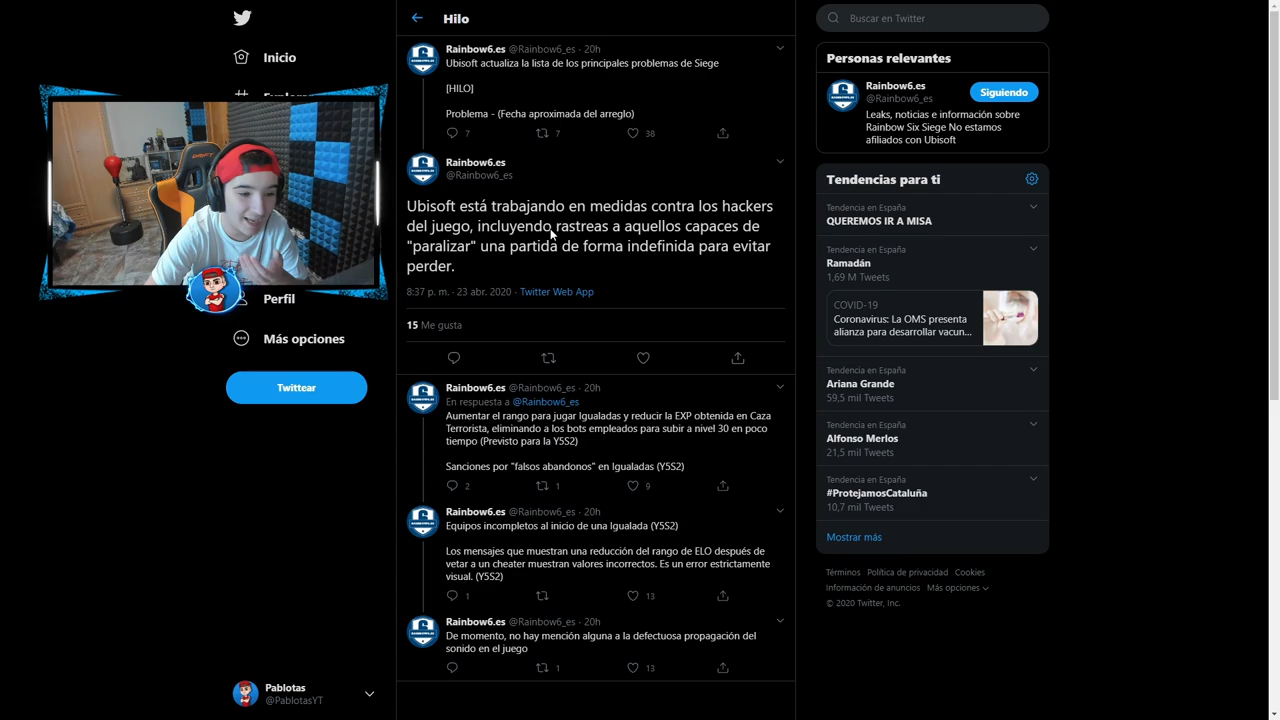 Inicio
Perfil
Más opciones
Twittear
Pablotas
@PablotasYT
Hilo
Rainbow6.es @Rainbow6_es · 20h
Ubisoft actualiza la lista de los principales problemas de Siege
[HILO]
Problema - (Fecha aproximada del arreglo)
7 7 38
Rainbow6.es
@Rainbow6_es
Ubisoft está trabajando en medidas contra los hackers
del juego, incluyendo rastreas a aquellos capaces de
"paralizar" una partida de forma indefinida para evitar
perder.
8:37 p. m. · 23 abr. 2020 · Twitter Web App
15 Me gusta
Rainbow6.es @Rainbow6_es · 20h
En respuesta a @Rainbow6_es
Aumentar el rango para jugar Igualadas y reducir la EXP obtenida en Caza
Terrorista, eliminando a los bots empleados para subir a nivel 30 en poco
tiempo (Previsto para la Y5S2)
Sanciones por "falsos abandonos" en Igualadas (Y5S2)
2 1 9
Rainbow6.es @Rainbow6_es · 20h
Equipos incompletos al inicio de una Igualada (Y5S2)
Los mensajes que muestran una reducción del rango de ELO después de
vetar a un cheater muestran valores incorrectos. Es un error estrictamente
visual. (Y5S2)
1 13
Rainbow6.es @Rainbow6_es · 20h
De momento, no hay mención alguna a la defectuosa propagación del
sonido en el juego
1 13
Buscar en Twitter
Personas relevantes
Rainbow6.es
@Rainbow6_es
Siguiendo
Leaks, noticias e información sobre
Rainbow Six Siege No estamos
afiliados con Ubisoft
Tendencias para ti
Tendencia en España
QUEREMOS IR A MISA
Tendencia en España
Ramadán
1,69 M Tweets
COVID-19
Coronavirus: La OMS presenta
alianza para desarrollar vacun...
Tendencia en España
Ariana Grande
59,5 mil Tweets
Tendencia en España
Alfonso Merlos
21,5 mil Tweets
Tendencia en España
#ProtejamosCataluña
10,7 mil Tweets
Mostrar más
Términos Política de privacidad Cookies
Información de anuncios Más opciones
© 2020 Twitter, Inc.